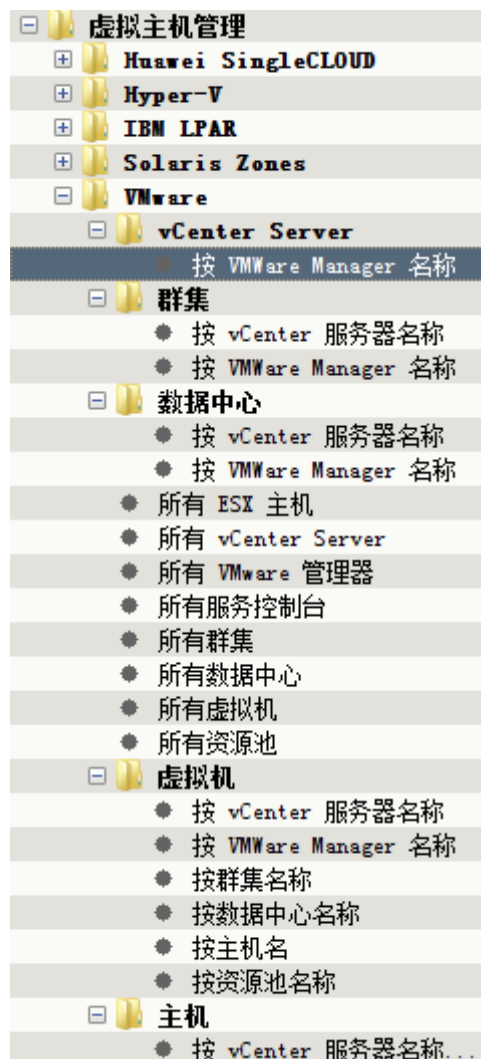 虚拟主机管理
Huawei SingleCLOUD
Hyper-V
IBM LPAR
Solaris Zones
VMware
vCenter Server
按 VMWare Manager 名称
群集
按 vCenter 服务器名称
按 VMWare Manager 名称
数据中心
按 vCenter 服务器名称
按 VMWare Manager 名称
所有 ESX 主机
所有 vCenter Server
所有 VMware 管理器
所有服务控制台
所有群集
所有数据中心
所有虚拟机
所有资源池
虚拟机
按 vCenter 服务器名称
按 VMWare Manager 名称
按群集名称
按数据中心名称
按主机名
按资源池名称
主机
按 vCenter 服务器名称...